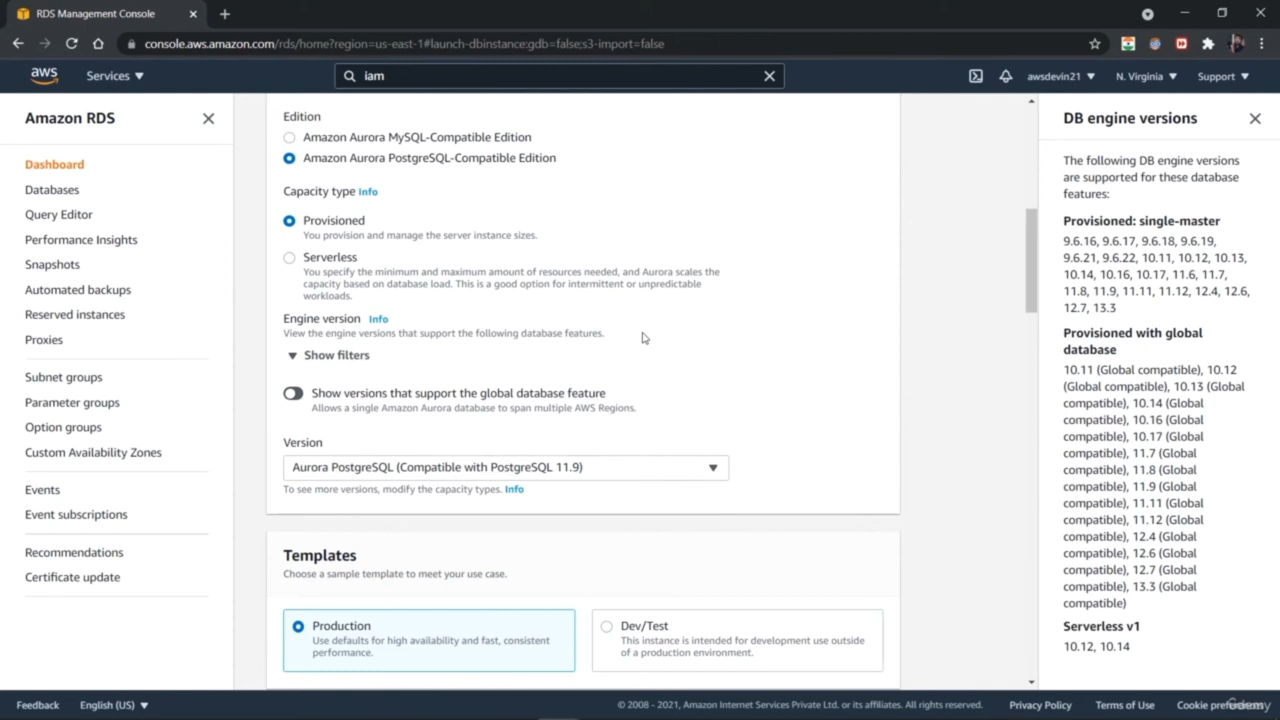 RDS Management Console
console.aws.amazon.com/rds/home?region=us-east-1#launch-dbinstance:gdb=false;s3-import=false
aws
Services
iam
awsdevin21
N. Virginia
Support
Amazon RDS
Dashboard
Databases
Query Editor
Performance Insights
Snapshots
Automated backups
Reserved instances
Proxies
Subnet groups
Parameter groups
Option groups
Custom Availability Zones
Events
Event subscriptions
Recommendations
Certificate update
Edition
Amazon Aurora MySQL-Compatible Edition
Amazon Aurora PostgreSQL-Compatible Edition
Capacity type Info
Provisioned
You provision and manage the server instance sizes.
Serverless
You specify the minimum and maximum amount of resources needed, and Aurora scales the
capacity based on database load. This is a good option for intermittent or unpredictable
workloads.
Engine version Info
View the engine versions that support the following database features.
Show filters
Show versions that support the global database feature
Allows a single Amazon Aurora database to span multiple AWS Regions.
Version
Aurora PostgreSQL (Compatible with PostgreSQL 11.9)
To see more versions, modify the capacity types. Info
Templates
Choose a sample template to meet your use case.
Production
Use defaults for high availability and fast, consistent
performance.
Dev/Test
This instance is intended for development use outside
of a production environment.
DB engine versions
The following DB engine versions
are supported for these database
features:
Provisioned: single-master
9.6.16, 9.6.17, 9.6.18, 9.6.19,
9.6.21, 9.6.22, 10.11, 10.12, 10.13,
10.14, 10.16, 10.17, 11.6, 11.7,
11.8, 11.9, 11.11, 11.12, 12.4, 12.6,
12.7, 13.3
Provisioned with global
database
10.11 (Global compatible), 10.12
(Global compatible), 10.13 (Global
compatible), 10.14 (Global
compatible), 10.16 (Global
compatible), 10.17 (Global
compatible), 11.7 (Global
compatible), 11.8 (Global
compatible), 11.9 (Global
compatible), 11.11 (Global
compatible), 11.12 (Global
compatible), 12.4 (Global
compatible), 12.6 (Global
compatible), 12.7 (Global
compatible), 13.3 (Global
compatible)
Serverless v1
10.12, 10.14
Feedback
English (US)
© 2008 - 2021, Amazon Internet Services Private Ltd. or its affiliates. All rights reserved.
Privacy Policy
Terms of Use
Cookie preferences
Udemy